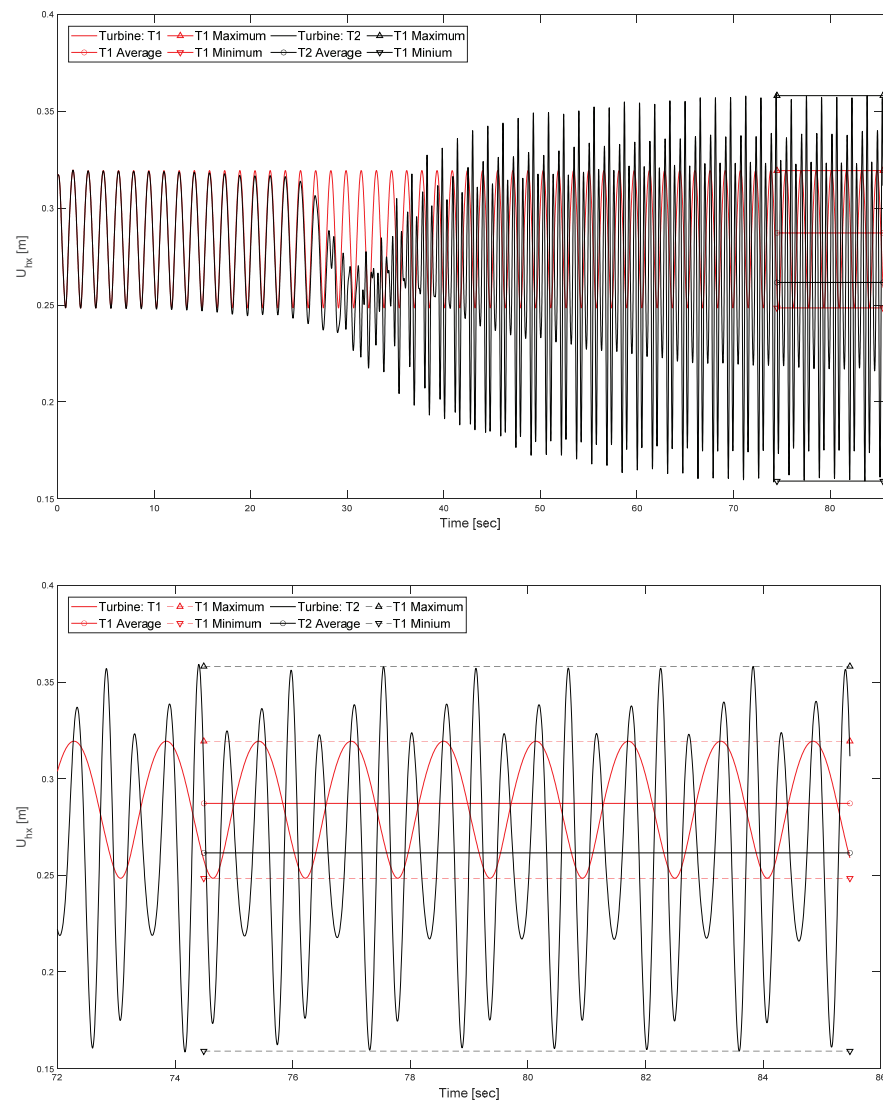 0.4
Turbine: T1 T1 Maximum Turbine: T2 T1 Maximum
T1 Average T1 Minimum T2 Average T1 Minium
0.35
0.3
U_hx [m]
0.25
0.2
0.15
0 10 20 30 40 50 60 70 80
Time [sec]
0.4
Turbine: T1 T1 Maximum Turbine: T2 T1 Maximum
T1 Average T1 Minimum T2 Average T1 Minium
0.35
0.3
U_hx [m]
0.25
0.2
0.15
72 74 76 78 80 82 84 86
Time [sec]